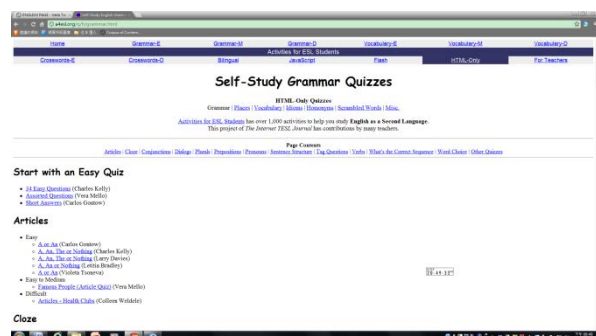 a4esl.org/q/h/grammar.html
Home Grammar-E Grammar-M Grammar-D Vocabulary-E Vocabulary-M Vocabulary-D
Activities for ESL Students
Crosswords-E Crosswords-D Bilingual JavaScript Flash HTML-Only For Teachers
Self-Study Grammar Quizzes
HTML-Only Quizzes
Grammar | Places | Vocabulary | Idioms | Homonyms | Scrambled Words | Misc.
Activities for ESL Students has over 1,000 activities to help you study English as a Second Language.
This project of The Internet TESL Journal has contributions by many teachers.
Page Contents
Articles | Cloze | Conjunctions | Dialogs | Plurals | Prepositions | Pronouns | Sentence Structure | Tag Questions | Verbs | What's the Correct Sequence | Word Choice | Other Quizzes
Start with an Easy Quiz
34 Easy Questions (Charles Kelly)
Assorted Questions (Vera Mello)
Short Answers (Carlos Gontow)
Articles
Easy
A or An (Carlos Gontow)
A, An, The or Nothing (Charles Kelly)
A, An, The or Nothing (Larry Davies)
A, An or Nothing (Letitia Bradley)
A or An (Violeta Tsoneva)
Easy to Medium
Famous People (Article Quiz) (Vera Mello)
Difficult
Articles - Health Clubs (Colleen Weldele)
Cloze